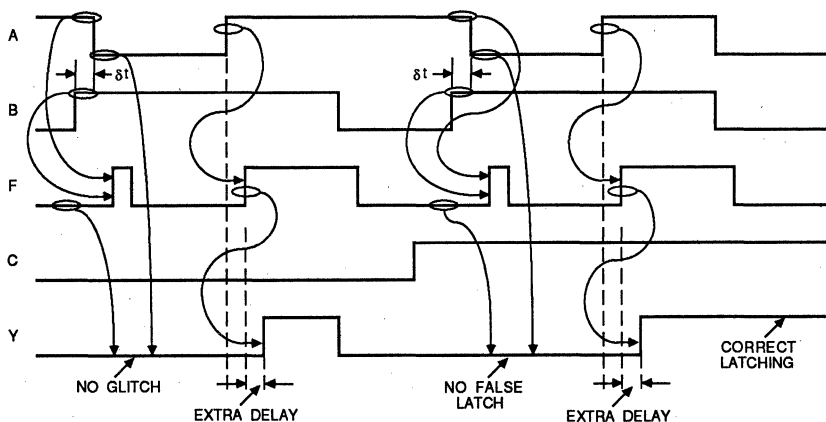 A
δt
δt
B
F
C
Y
NO GLITCH
EXTRA DELAY
NO FALSE
LATCH
EXTRA DELAY
CORRECT
LATCHING